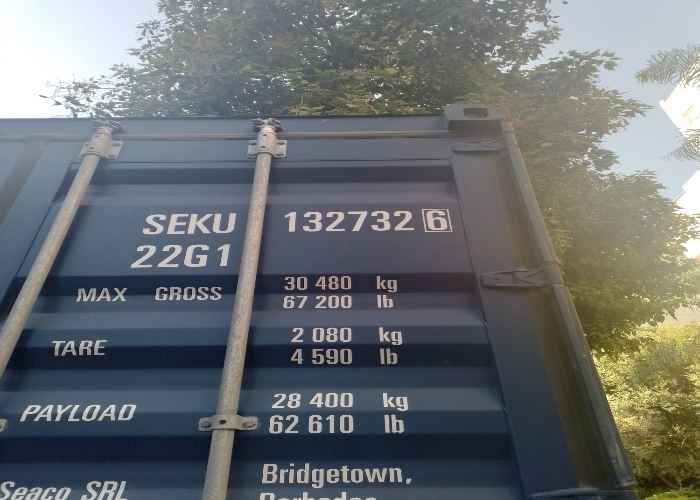 SEKU 132732 6
22G1
MAX GROSS 30 480 kg
67 200 lb
TARE 2 080 kg
4 590 lb
PAYLOAD 28 400 kg
62 610 lb
Bridgetown,
Seaco SRL Barbados